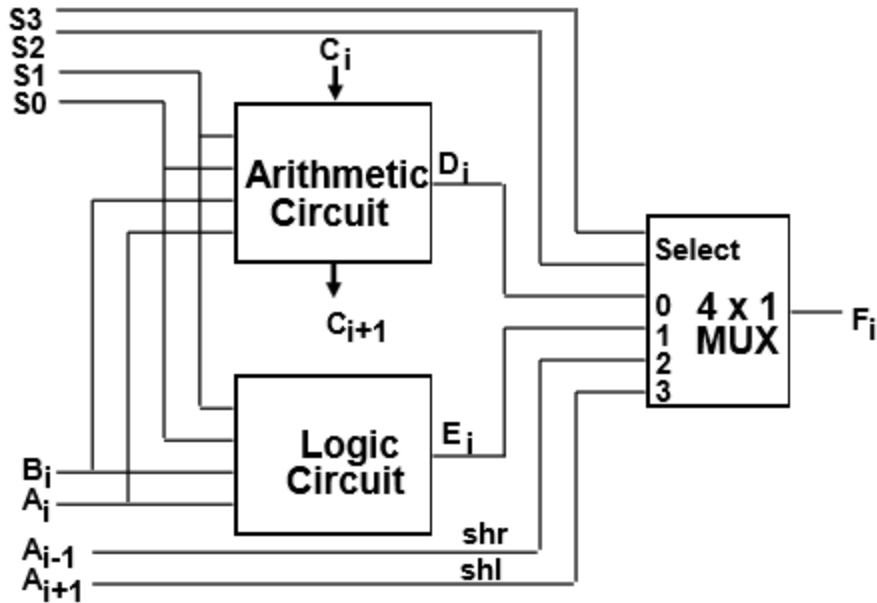 S3
S2
S1
S0
Ci
Arithmetic
Circuit
Di
Ci+1
Select
0
1
2
3
4 x 1
MUX
Fi
Logic
Circuit
Ei
Bi
Ai
Ai-1
shr
Ai+1
shl